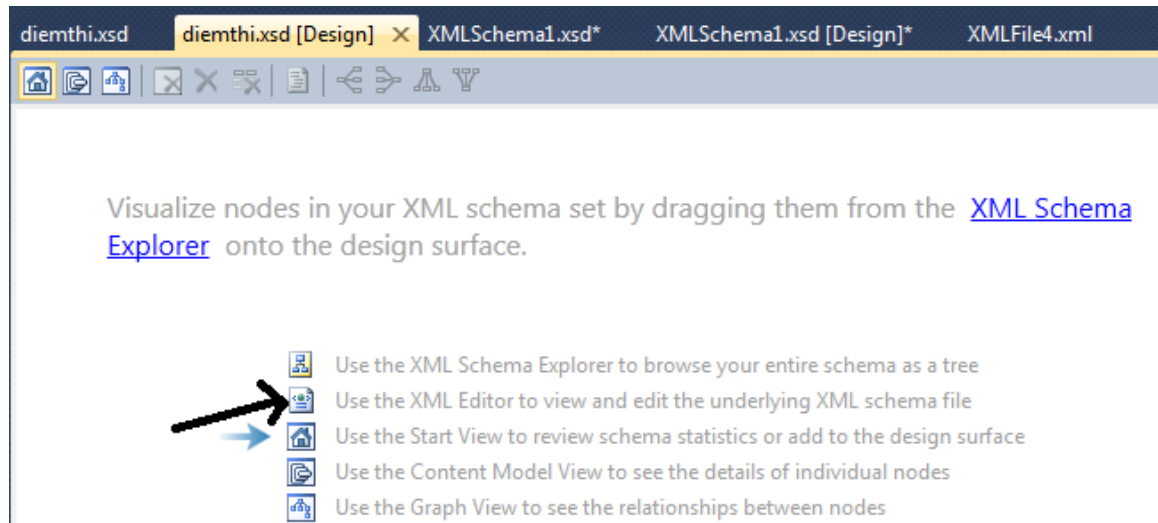 diemthi.xsd diemthi.xsd [Design] XMLSchema1.xsd* XMLSchema1.xsd [Design]* XMLFile4.xml
Visualize nodes in your XML schema set by dragging them from the XML Schema
Explorer onto the design surface.
Use the XML Schema Explorer to browse your entire schema as a tree
Use the XML Editor to view and edit the underlying XML schema file
Use the Start View to review schema statistics or add to the design surface
Use the Content Model View to see the details of individual nodes
Use the Graph View to see the relationships between nodes